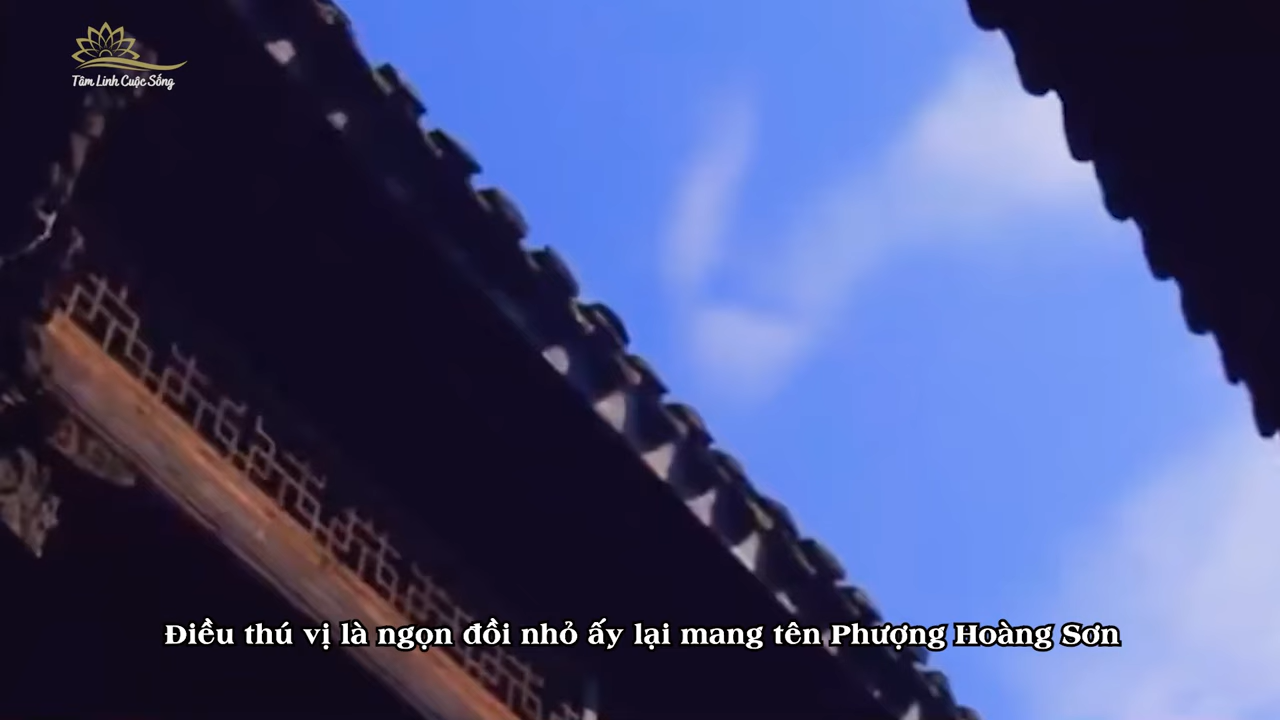 Tâm Linh Cuộc Sống
Điều thú vị là ngọn đồi nhỏ ấy lại mang tên Phượng Hoàng Sơn